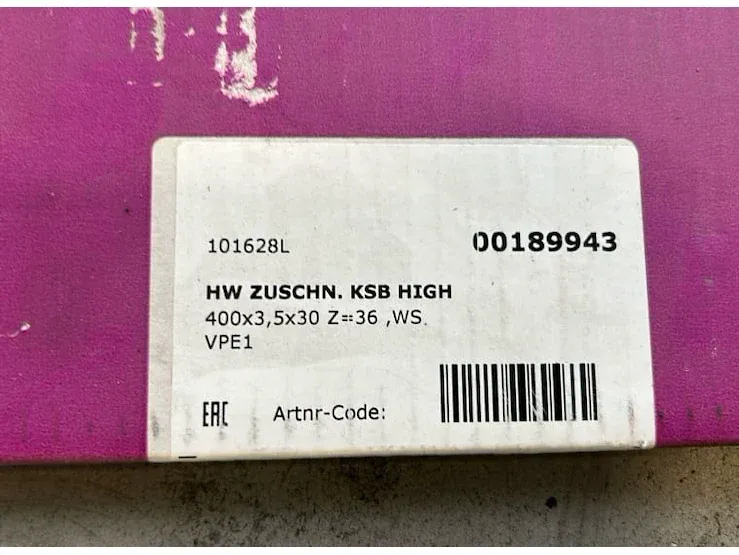 101628L 00189943
HW ZUSCHN. KSB HIGH
400x3,5x30 Z=36 ,WS
VPE1
EAC Artnr-Code: